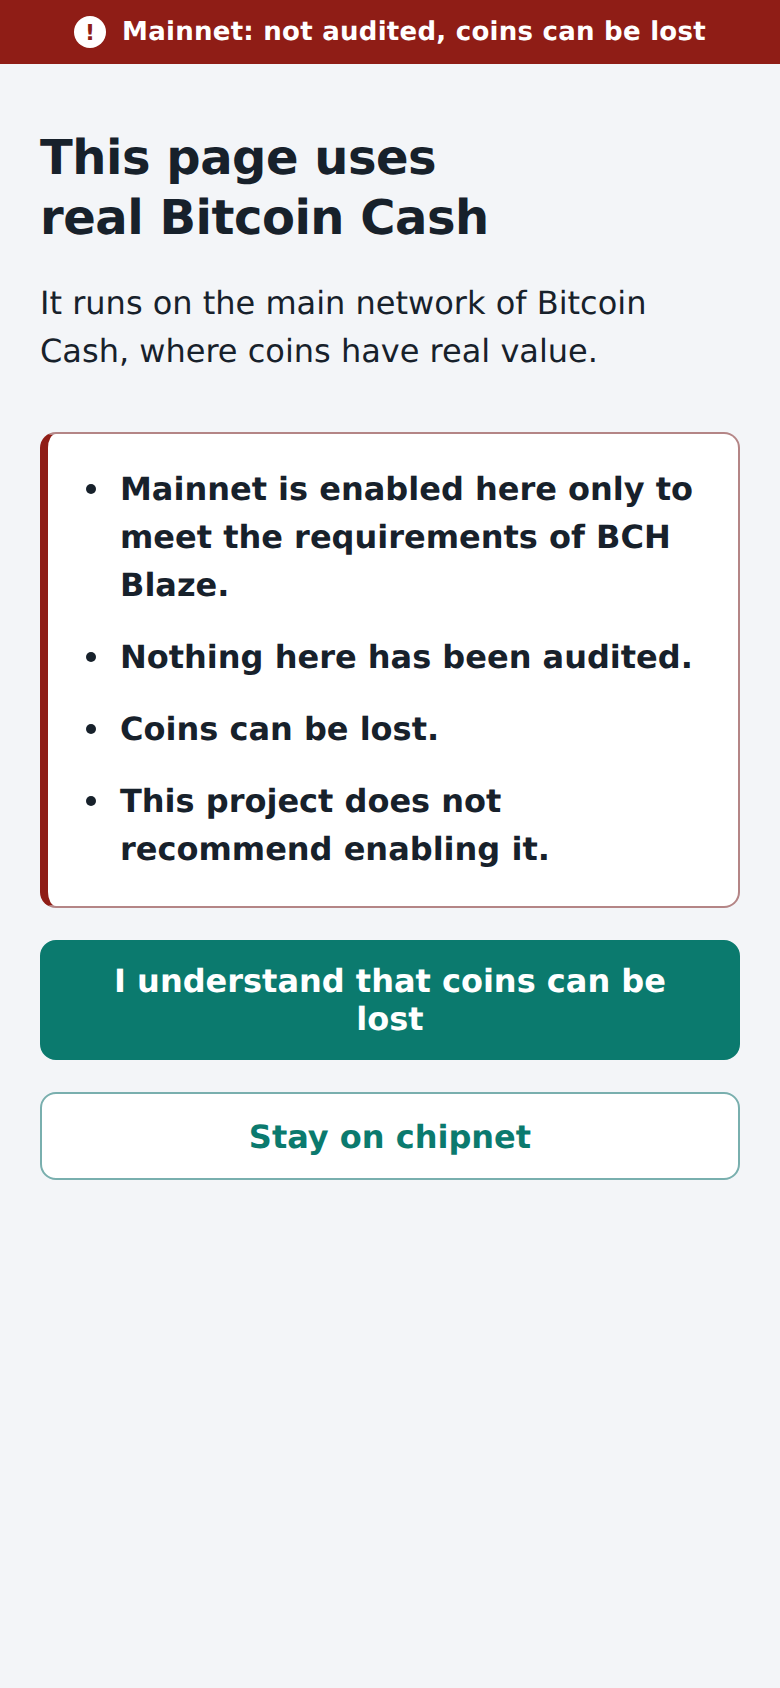 ! Mainnet: not audited, coins can be lost
This page uses
real Bitcoin Cash
It runs on the main network of Bitcoin
Cash, where coins have real value.
• Mainnet is enabled here only to
meet the requirements of BCH
Blaze.
• Nothing here has been audited.
• Coins can be lost.
• This project does not
recommend enabling it.
I understand that coins can be
lost
Stay on chipnet